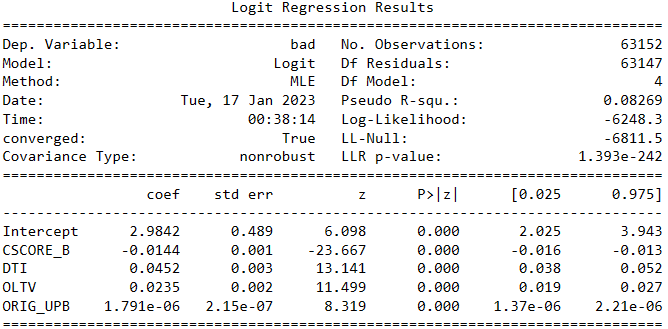 Logit Regression Results
==============================================================================
Dep. Variable: bad No. Observations: 63152
Model: Logit Df Residuals: 63147
Method: MLE Df Model: 4
Date: Tue, 17 Jan 2023 Pseudo R-squ.: 0.08269
Time: 00:38:14 Log-Likelihood: -6248.3
converged: True LL-Null: -6811.5
Covariance Type: nonrobust LLR p-value: 1.393e-242
==============================================================================
coef std err z P>|z| [0.025 0.975]
------------------------------------------------------------------------------
Intercept 2.9842 0.489 6.098 0.000 2.025 3.943
CSCORE_B -0.0144 0.001 -23.667 0.000 -0.016 -0.013
DTI 0.0452 0.003 13.141 0.000 0.038 0.052
OLTV 0.0235 0.002 11.499 0.000 0.019 0.027
ORIG_UPB 1.791e-06 2.15e-07 8.319 0.000 1.37e-06 2.21e-06
==============================================================================